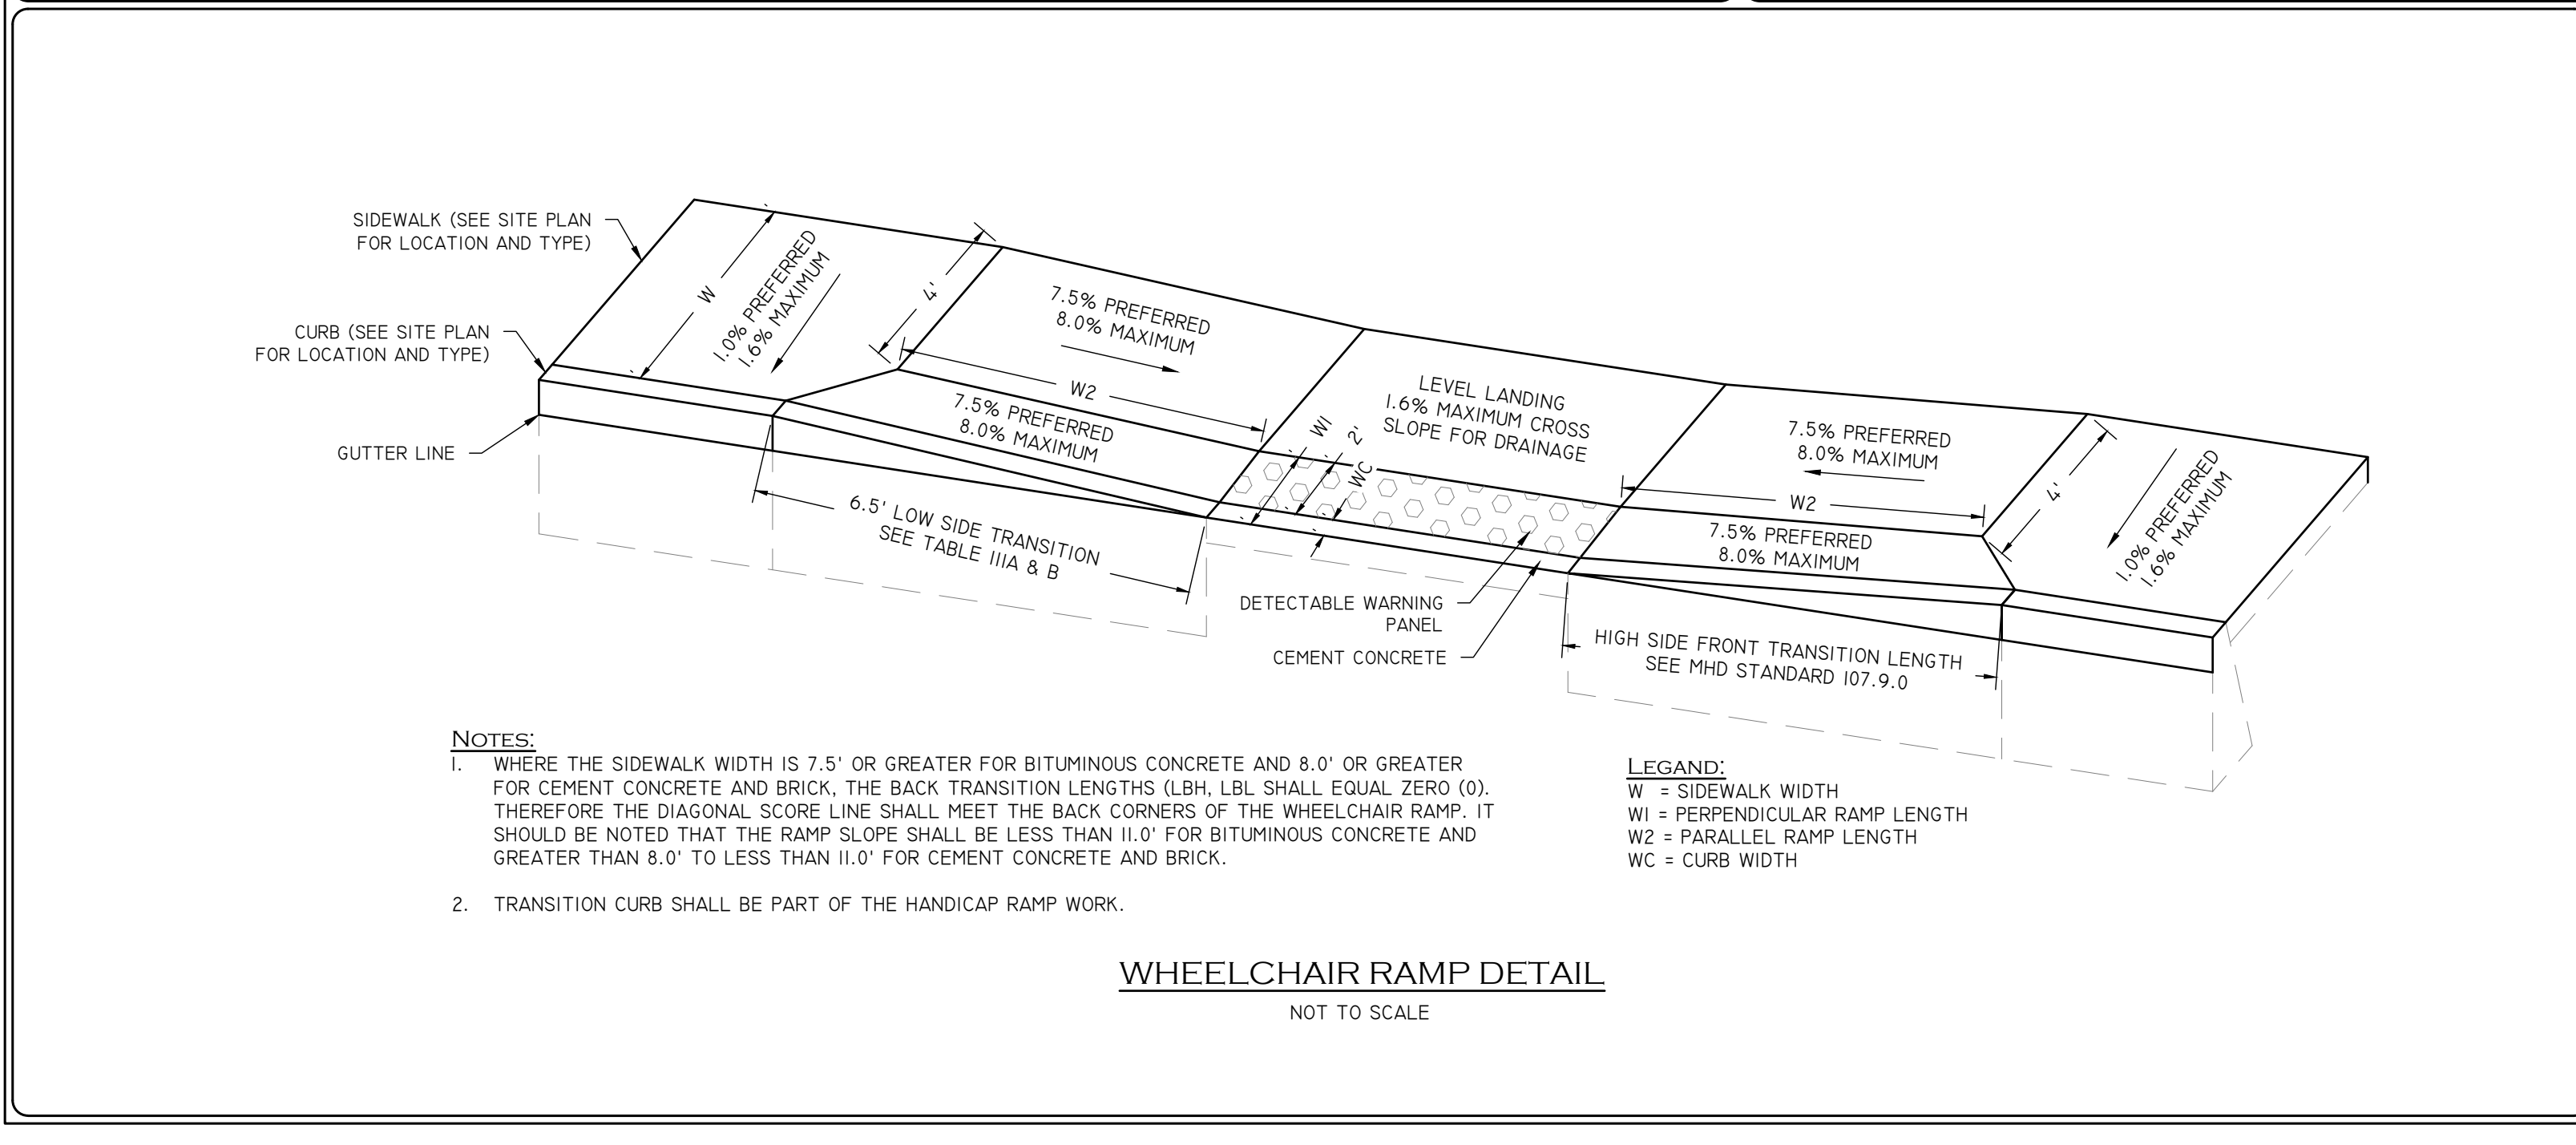 SIDEWALK (SEE SITE PLAN
FOR LOCATION AND TYPE)
CURB (SEE SITE PLAN
FOR LOCATION AND TYPE)
GUTTER LINE
W
1.0% PREFERRED
1.6% MAXIMUM
4'
7.5% PREFERRED
8.0% MAXIMUM
W2
7.5% PREFERRED
8.0% MAXIMUM
6.5' LOW SIDE TRANSITION
SEE TABLE IIIA & B
LEVEL LANDING
1.6% MAXIMUM CROSS
SLOPE FOR DRAINAGE
W1
2'
WC
DETECTABLE WARNING
PANEL
CEMENT CONCRETE
7.5% PREFERRED
8.0% MAXIMUM
W2
7.5% PREFERRED
8.0% MAXIMUM
4'
1.0% PREFERRED
1.6% MAXIMUM
HIGH SIDE FRONT TRANSITION LENGTH
SEE MHD STANDARD 107.9.0
NOTES:
1. WHERE THE SIDEWALK WIDTH IS 7.5' OR GREATER FOR BITUMINOUS CONCRETE AND 8.0' OR GREATER
FOR CEMENT CONCRETE AND BRICK, THE BACK TRANSITION LENGTHS (LBH, LBL SHALL EQUAL ZERO (0).
THEREFORE THE DIAGONAL SCORE LINE SHALL MEET THE BACK CORNERS OF THE WHEELCHAIR RAMP. IT
SHOULD BE NOTED THAT THE RAMP SLOPE SHALL BE LESS THAN 11.0' FOR BITUMINOUS CONCRETE AND
GREATER THAN 8.0' TO LESS THAN 11.0' FOR CEMENT CONCRETE AND BRICK.
2. TRANSITION CURB SHALL BE PART OF THE HANDICAP RAMP WORK.
LEGAND:
W = SIDEWALK WIDTH
W1 = PERPENDICULAR RAMP LENGTH
W2 = PARALLEL RAMP LENGTH
WC = CURB WIDTH
WHEELCHAIR RAMP DETAIL
NOT TO SCALE